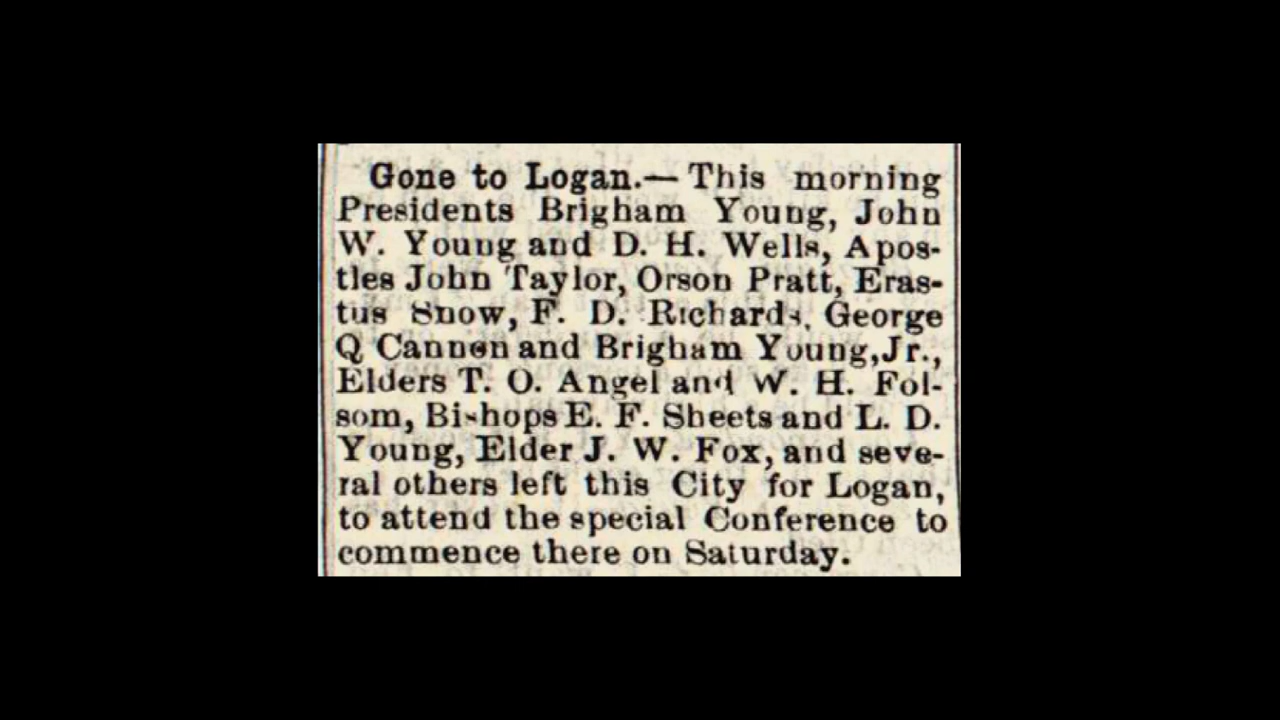 Gone to Logan.— This morning
Presidents Brigham Young, John
W. Young and D. H. Wells, Apos-
tles John Taylor, Orson Pratt, Eras-
tus Snow, F. D. Richards, George
Q Cannon and Brigham Young, Jr.,
Elders T. O. Angel and W. H. Fol-
som, Bishops E. F. Sheets and L. D.
Young, Elder J. W. Fox, and seve-
ral others left this City for Logan,
to attend the special Conference to
commence there on Saturday.